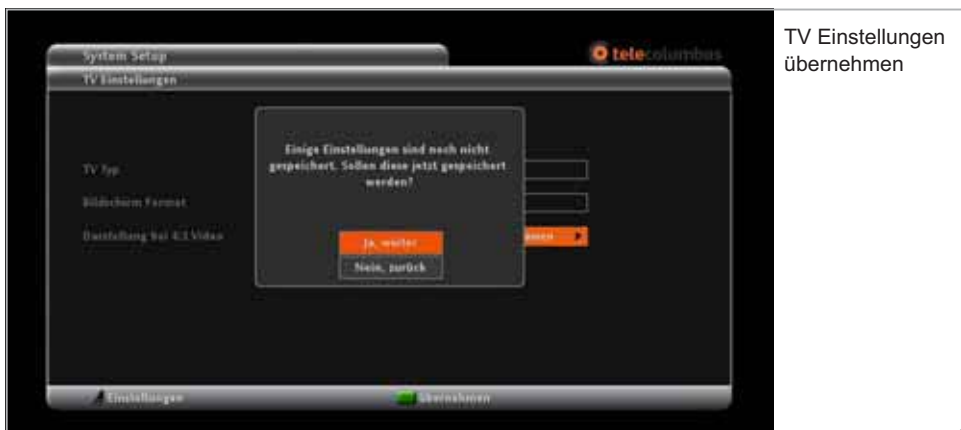 System Setup
telecolumbus
TV Einstellungen
TV Einstellungen
übernehmen
Einige Einstellungen sind noch nicht
gespeichert. Sollen diese jetzt gespeichert
werden?
TV Typ
Bildschirm Format
Darstellung bei 4:3 Video
Ja, weiter
Nein, zurück
Einstellungen
übernehmen